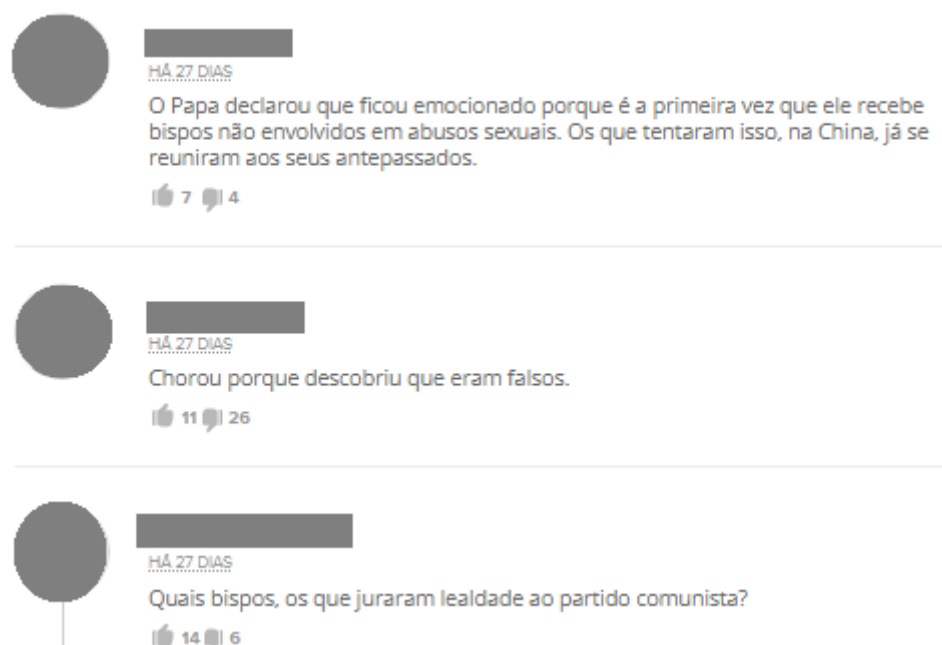 HÁ 27 DIAS
O Papa declarou que ficou emocionado porque é a primeira vez que ele recebe
bispos não envolvidos em abusos sexuais. Os que tentaram isso, na China, já se
reuniram aos seus antepassados.
7 4
HÁ 27 DIAS
Chorou porque descobriu que eram falsos.
11 26
HÁ 27 DIAS
Quais bispos, os que juraram lealdade ao partido comunista?
14 6